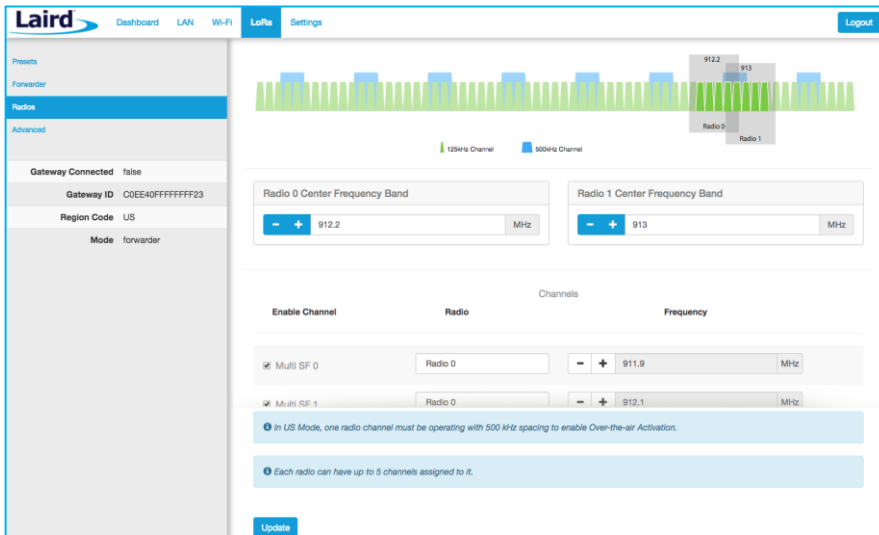 Laird
Dashboard LAN Wi-Fi LoRa Settings Logout
Presets
Forwarder
Radios
Advanced
Gateway Connected false
Gateway ID C0EE40FFFFFFFF23
Region Code US
Mode forwarder
912.2
913
Radio 0
Radio 1
125kHz Channel 500kHz Channel
Radio 0 Center Frequency Band Radio 1 Center Frequency Band
- + 912.2 MHz - + 913 MHz
Channels
Enable Channel Radio Frequency
Multi SF 0 Radio 0 - + 911.9 MHz
Multi SF 1 Radio 0 - + 912.1 MHz
In US Mode, one radio channel must be operating with 500 kHz spacing to enable Over-the-air Activation.
Each radio can have up to 5 channels assigned to it.
Update